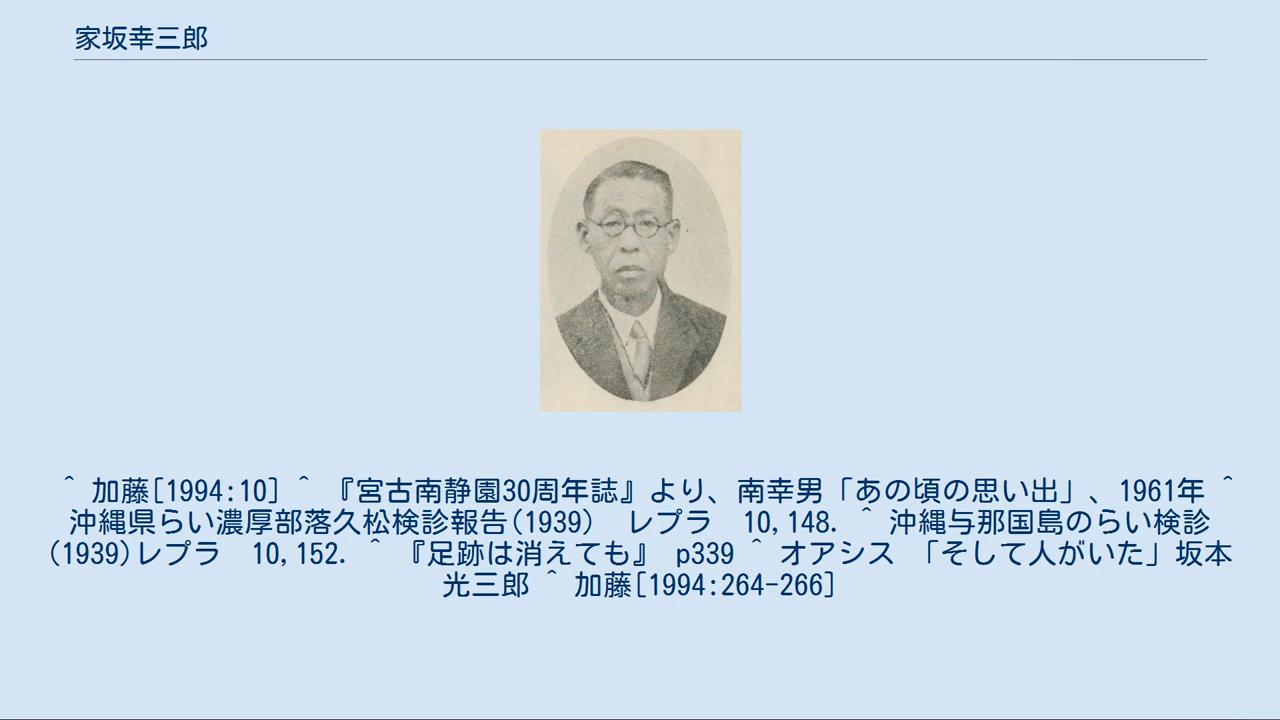 家坂幸三郎
^ 加藤[1994:10] ^ 『宮古南静園30周年誌』より、南幸男「あの頃の思い出」、1961年 ^
沖縄県らい濃厚部落久松検診報告(1939) レプラ 10,148. ^ 沖縄与那国島のらい検診
(1939)レプラ 10,152. ^ 『足跡は消えても』 p339 ^ オアシス 「そして人がいた」坂本
光三郎 ^ 加藤[1994:264-266]